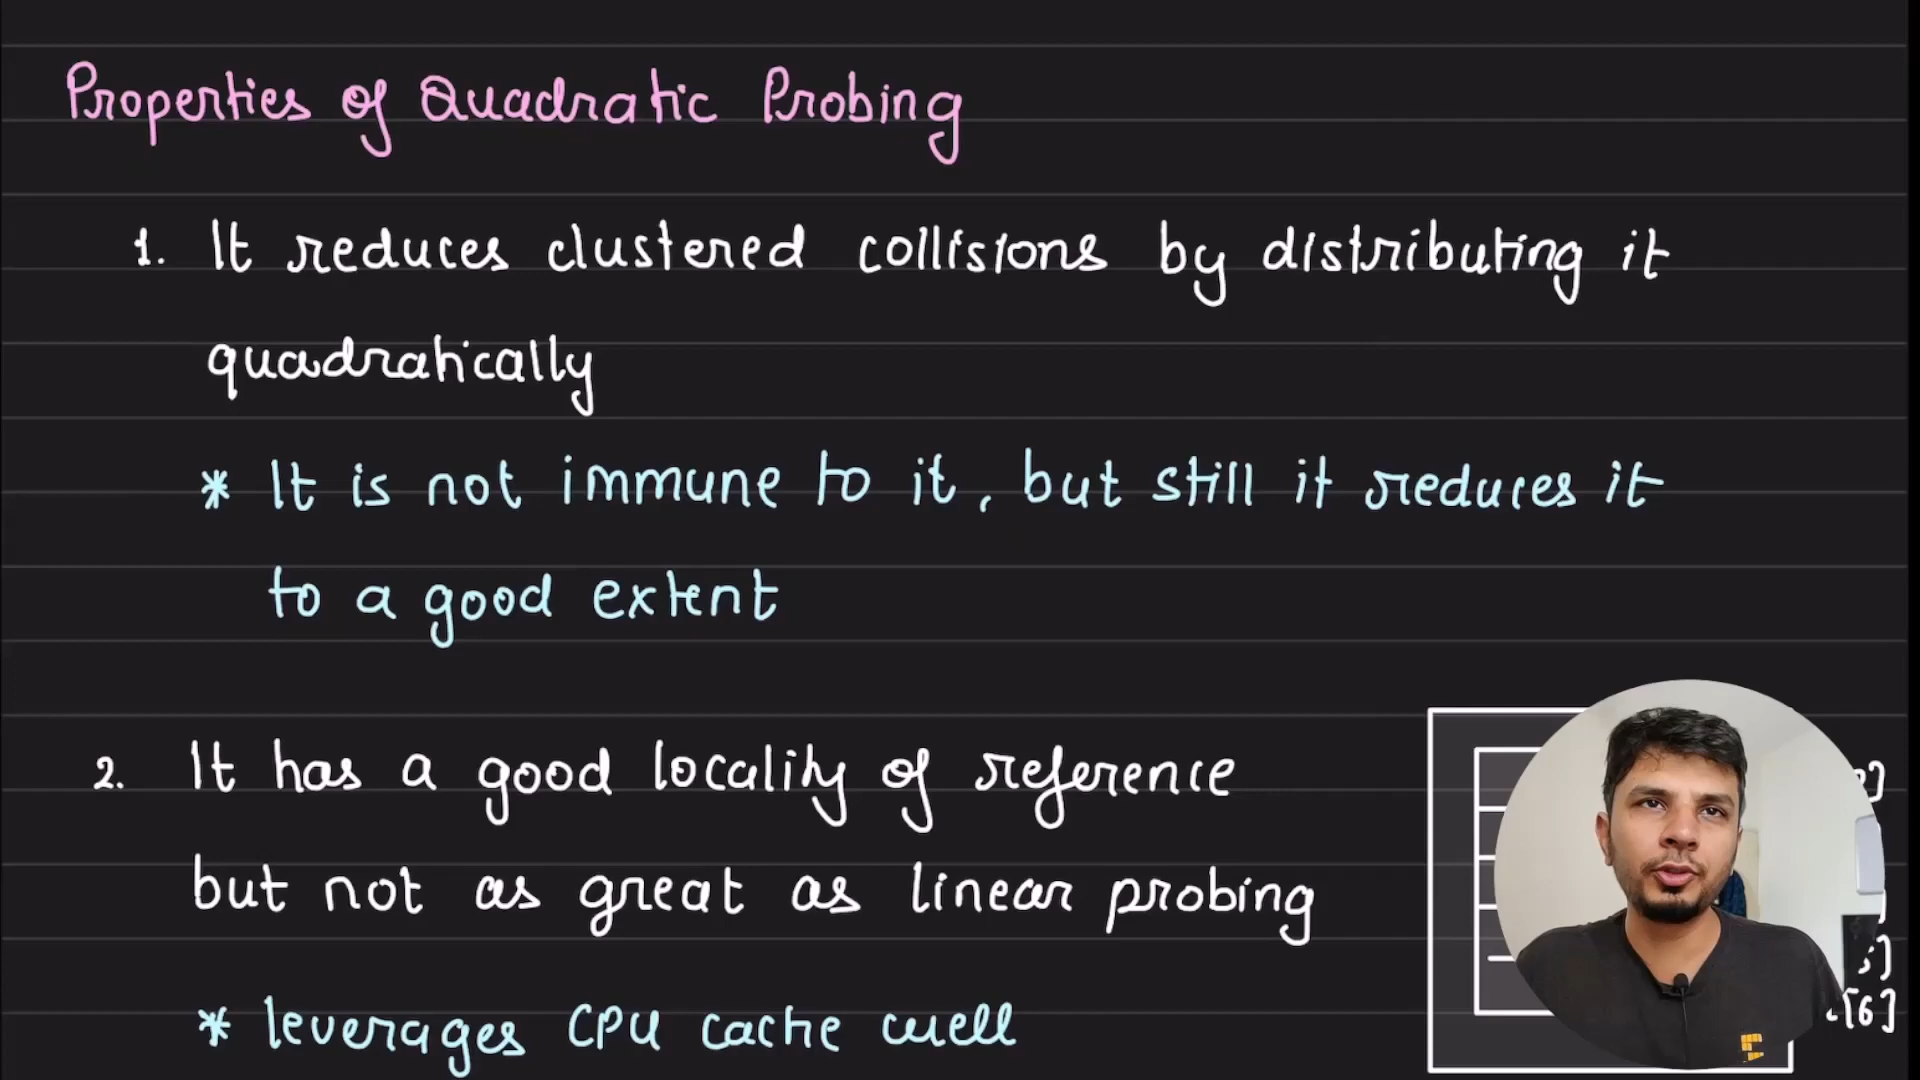 Properties of Quadratic Probing
1. It reduces clustered collisions by distributing it
quadratically
* It is not immune to it, but still it reduces it
to a good extent
2. It has a good locality of reference
but not as great as linear probing
* leverages CPU cache well
[6]